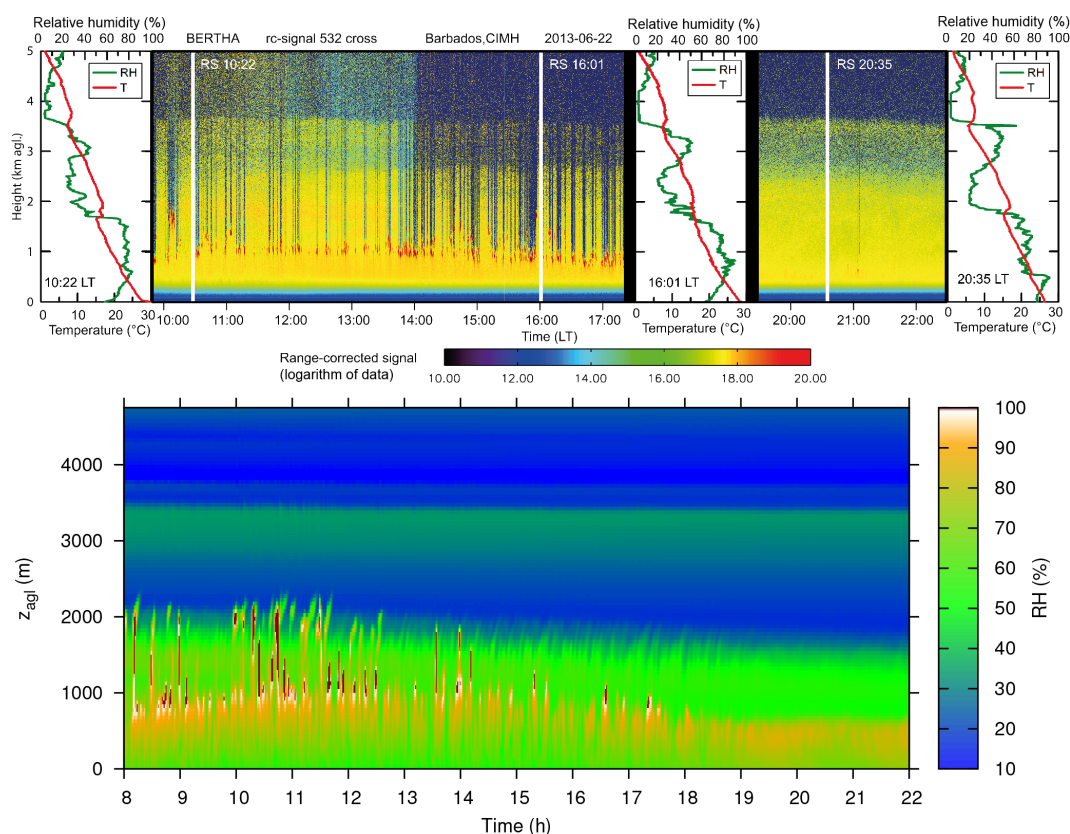 Relative humidity (%)
0 20 40 60 80 100
BERTHA rc-signal 532 cross Barbados,CIMH 2013-06-22
Relative humidity (%)
0 20 40 60 80 100
Relative humidity (%)
0 20 40 60 80 100
5
4
3
2
1
0
Height (km agl.)
RH
T
RS 10:22
RS 16:01
RH
T
RS 20:35
RH
T
10:22 LT
16:01 LT
20:35 LT
0 10 20 30
Temperature (°C)
10:00 11:00 12:00 13:00 14:00 15:00 16:00 17:00
Time (LT)
0 10 20 30
Temperature (°C)
20:00 21:00 22:00
0 10 20 30
Temperature (°C)
Range-corrected signal
(logarithm of data)
10.00 12.00 14.00 16.00 18.00 20.00
4000
3000
2000
1000
0
zagl (m)
8 9 10 11 12 13 14 15 16 17 18 19 20 21 22
Time (h)
100
90
80
70
60
50
40
30
20
10
RH (%)